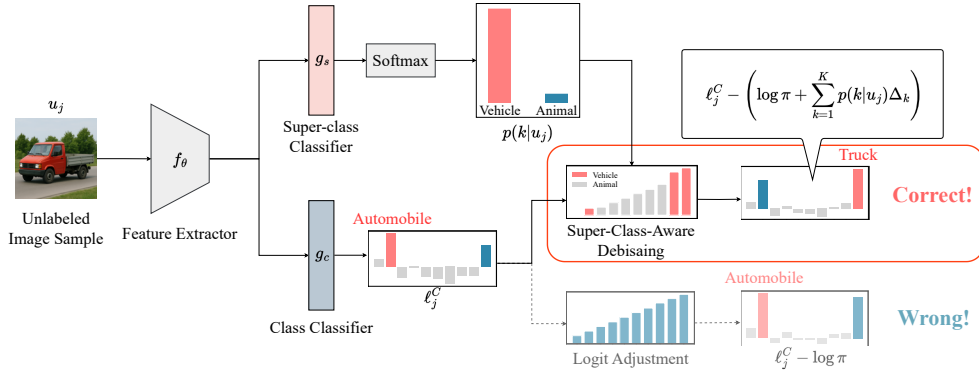 u_j
Unlabeled
Image Sample
f_θ
Feature Extractor
g_s
Super-class
Classifier
Softmax
Vehicle
Animal
p(k|u_j)
g_c
Class Classifier
Automobile
ℓ_j^C
Vehicle
Animal
Super-Class-Aware
Debisaing
ℓ_j^C − (log π + ∑_{k=1}^{K} p(k|u_j)Δ_k)
Truck
Correct!
Logit Adjustment
Automobile
ℓ_j^C − log π
Wrong!